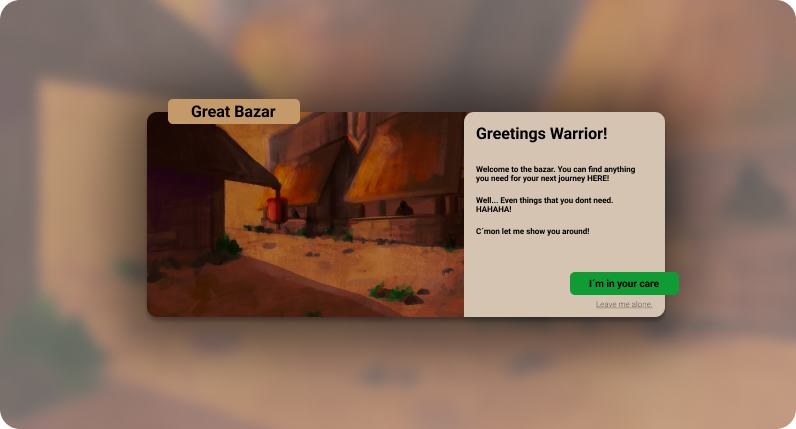 Great Bazar
Greetings Warrior!
Welcome to the bazar. You can find anything
you need for your next journey HERE!
Well... Even things that you dont need.
HAHAHA!
C´mon let me show you around!
I´m in your care
Leave me alone.